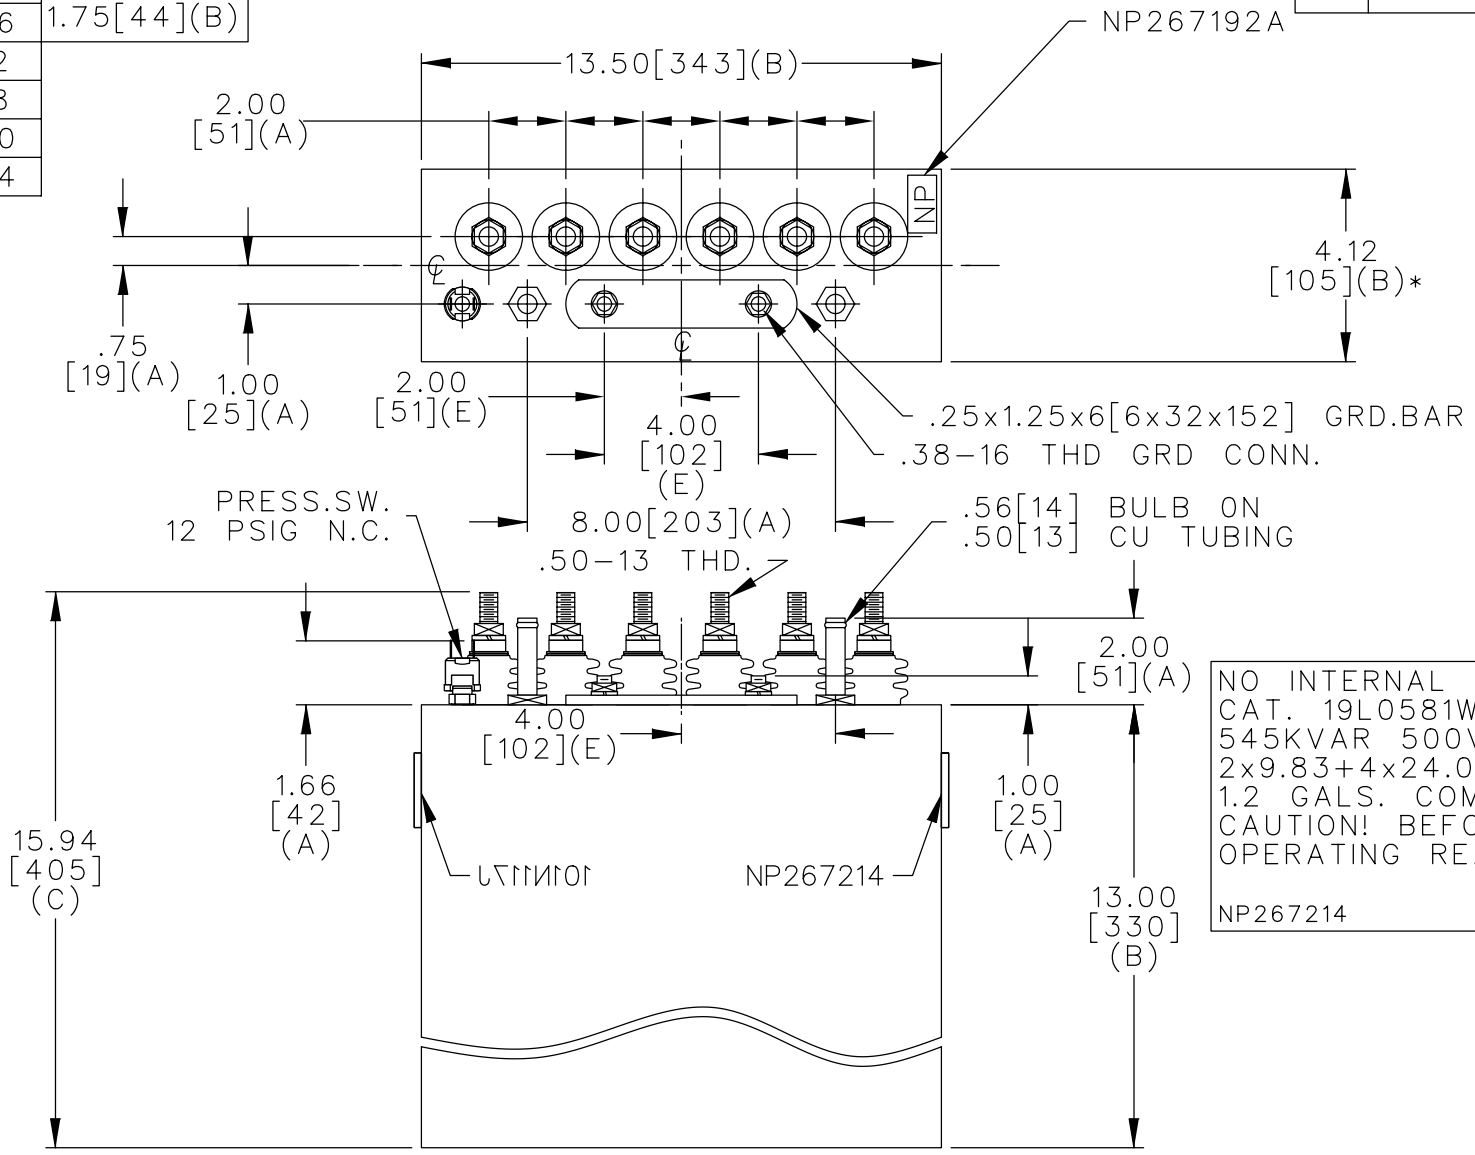 6
1.75[44](B)
2
3
0
4
NP267192A
13.50[343](B)
2.00
[51](A)
NP
4.12
[105](B)*
.75
[19](A)
1.00
[25](A)
2.00
[51](E)
4.00
[102]
(E)
.25x1.25x6[6x32x152] GRD.BAR
.38-16 THD GRD CONN.
PRESS.SW.
12 PSIG N.C.
8.00[203](A)
.50-13 THD.
.56[14] BULB ON
.50[13] CU TUBING
2.00
[51](A)
4.00
[102](E)
1.66
[42]
(A)
1.00
[25]
(A)
15.94
[405]
(C)
101N117J
NP267214
13.00
[330]
(B)
NO INTERNAL
CAT. 19L0581W
545KVAR 500V
2x9.83+4x24.0
1.2 GALS. COM
CAUTION! BEFO
OPERATING RE
NP267214